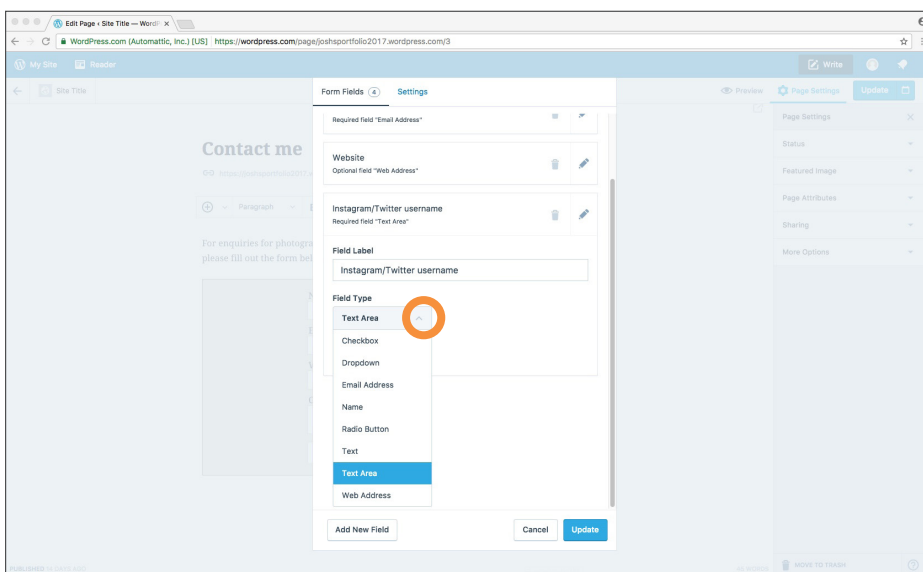 Edit Page ‹ Site Title — WordP
WordPress.com (Automattic, Inc.) [US] https://wordpress.com/page/joshsportfolio2017.wordpress.com/3
My Site Reader Write
Site Title Form Fields 4 Settings Preview Page Settings Update
Required field "Email Address" Page Settings
Contact me Website Status
Optional field "Web Address" Featured Image
Paragraph Instagram/Twitter username Page Attributes
Required field "Text Area" Sharing
For enquiries for photogra Field Label More Options
please fill out the form bel Instagram/Twitter username
Field Type
Text Area
Checkbox
Dropdown
Email Address
Name
Radio Button
Text
Text Area
Web Address
Add New Field Cancel Update
MOVE TO TRASH